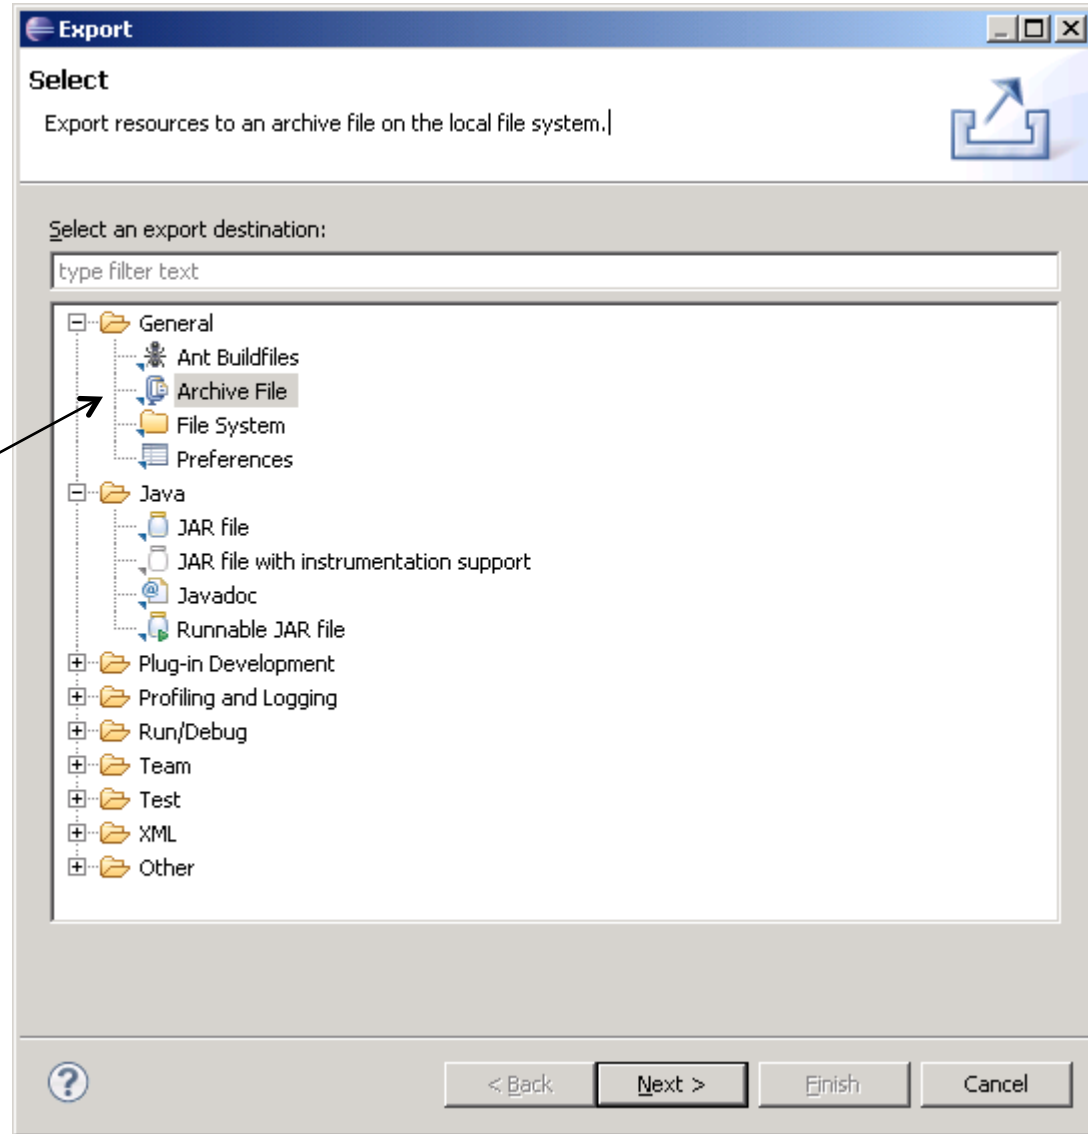 Export
Select
Export resources to an archive file on the local file system.
Select an export destination:
type filter text
General
Ant Buildfiles
Archive File
File System
Preferences
Java
JAR file
JAR file with instrumentation support
Javadoc
Runnable JAR file
Plug-in Development
Profiling and Logging
Run/Debug
Team
Test
XML
Other
? < Back Next > Finish Cancel